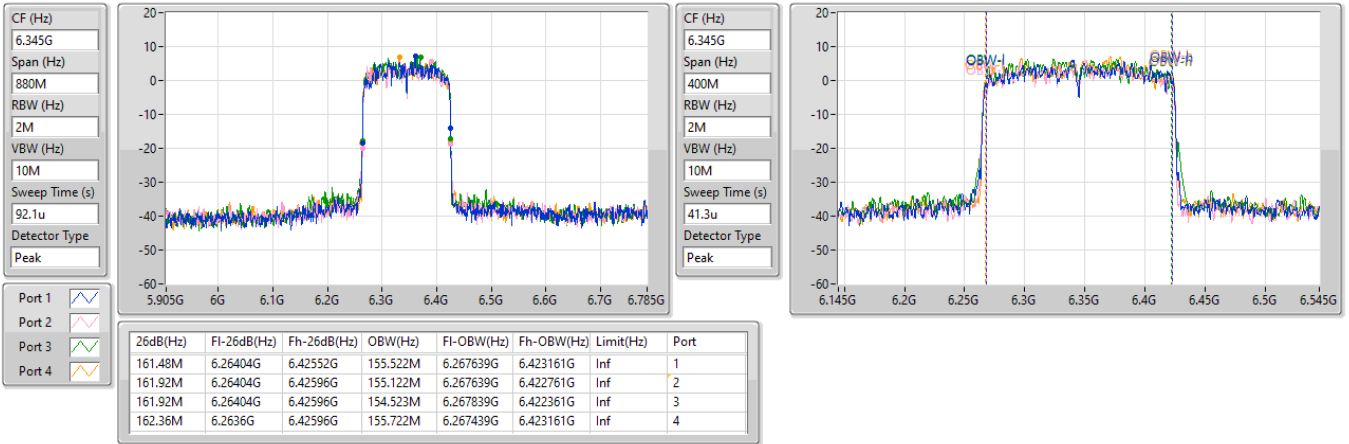 CF (Hz)
6.345G
Span (Hz)
880M
RBW (Hz)
2M
VBW (Hz)
10M
Sweep Time (s)
92.1u
Detector Type
Peak
20
10
0
-10
-20
-30
-40
-50
-60
5.905G 6G 6.1G 6.2G 6.3G 6.4G 6.5G 6.6G 6.7G 6.785G
CF (Hz)
6.345G
Span (Hz)
400M
RBW (Hz)
2M
VBW (Hz)
10M
Sweep Time (s)
41.3u
Detector Type
Peak
20
10
0
-10
-20
-30
-40
-50
-60
OBW-l OBW-h
6.145G 6.2G 6.25G 6.3G 6.35G 6.4G 6.45G 6.5G 6.545G
Port 1
Port 2
Port 3
Port 4
26dB(Hz) Fl-26dB(Hz) Fh-26dB(Hz) OBW(Hz) Fl-OBW(Hz) Fh-OBW(Hz) Limit(Hz) Port
161.48M 6.26404G 6.42552G 155.522M 6.267639G 6.423161G Inf 1
161.92M 6.26404G 6.42596G 155.122M 6.267639G 6.422761G Inf 2
161.92M 6.26404G 6.42596G 154.523M 6.267839G 6.422361G Inf 3
162.36M 6.2636G 6.42596G 155.722M 6.267439G 6.423161G Inf 4